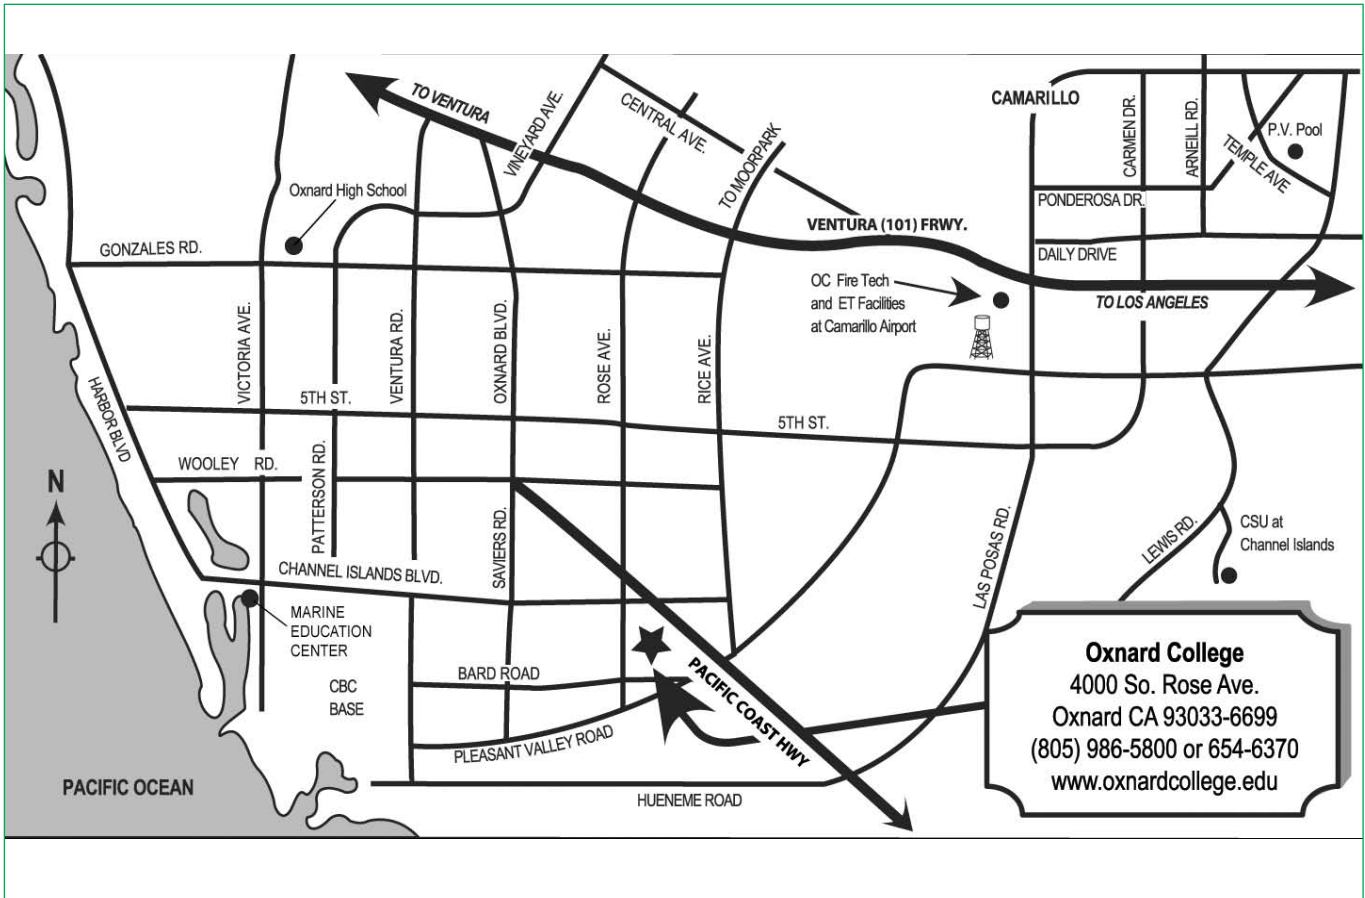 TO VENTURA
VINEYARD AVE.
CENTRAL AVE.
TO MOORPARK
CAMARILLO
CARMEN DR.
ARNEILL RD.
P.V. Pool
TEMPLE AVE
Oxnard High School
PONDEROSA DR.
VENTURA (101) FRWY.
GONZALES RD.
DAILY DRIVE
OC Fire Tech
and ET Facilities
at Camarillo Airport
TO LOS ANGELES
VICTORIA AVE.
VENTURA RD.
OXNARD BLVD.
ROSE AVE.
RICE AVE.
HARBOR BLVD
5TH ST.
5TH ST.
WOOLEY RD.
PATTERSON RD.
N
SAVIERS RD.
LAS POSAS RD.
LEWIS RD.
CSU at
Channel Islands
CHANNEL ISLANDS BLVD.
MARINE
EDUCATION
CENTER
CBC
BASE
BARD ROAD
PACIFIC COAST HWY
PLEASANT VALLEY ROAD
HUENEME ROAD
PACIFIC OCEAN
Oxnard College
4000 So. Rose Ave.
Oxnard CA 93033-6699
(805) 986-5800 or 654-6370
www.oxnardcollege.edu